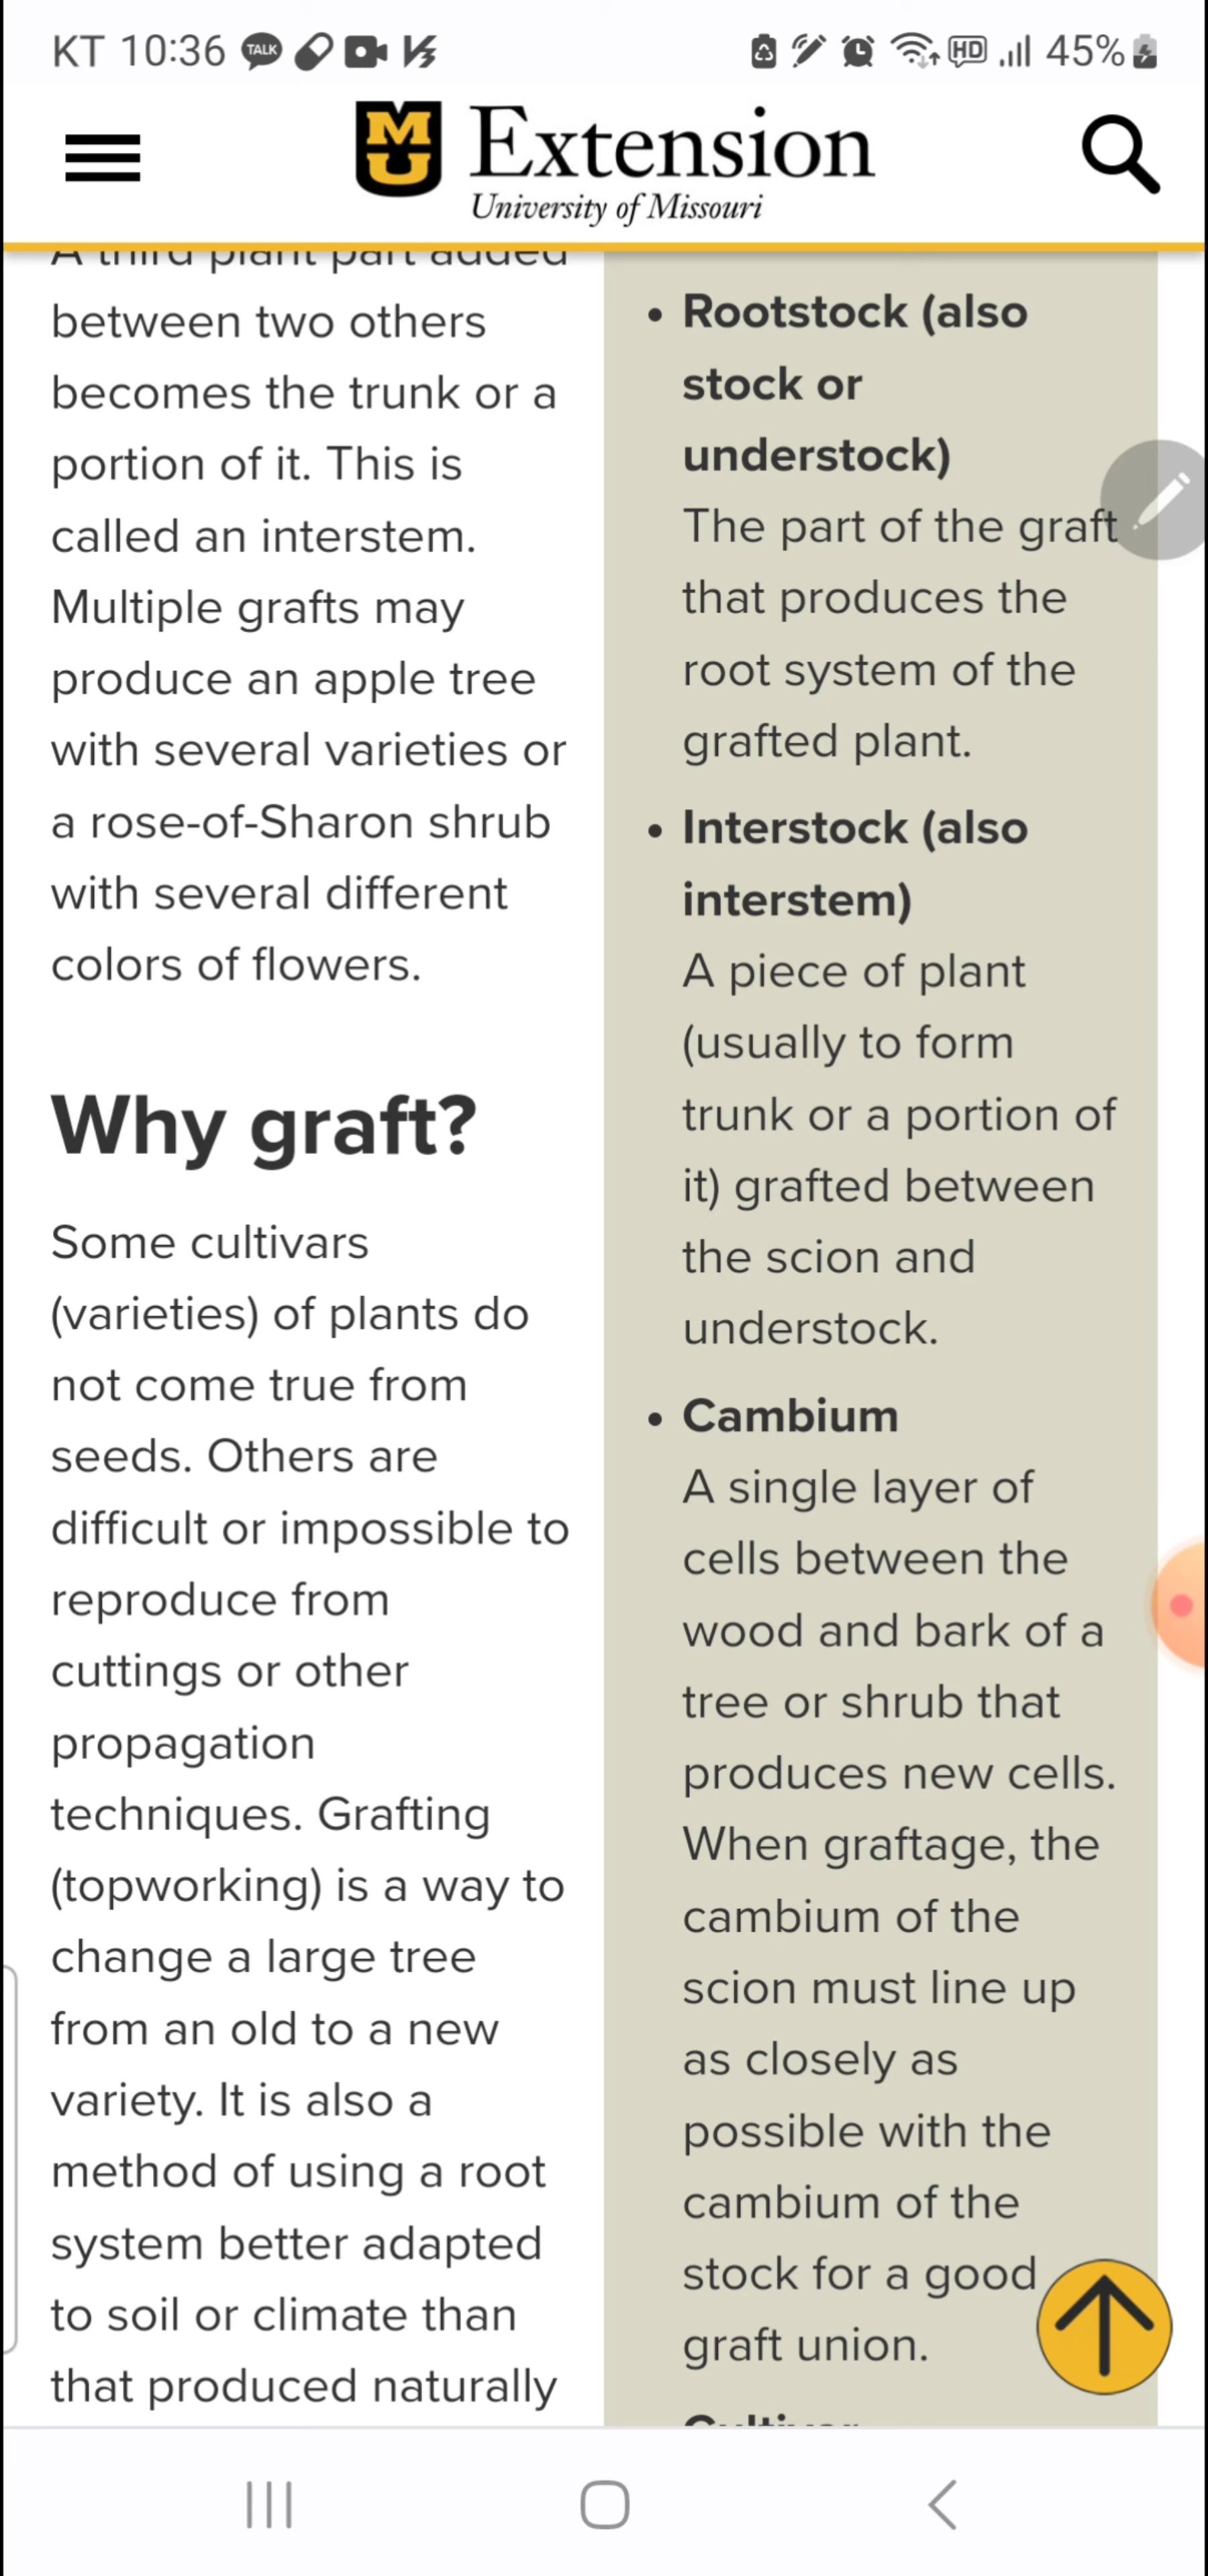 KT 10:36 TALK HD 45%
MU Extension
University of Missouri
A third plant part added
between two others
becomes the trunk or a
portion of it. This is
called an interstem.
Multiple grafts may
produce an apple tree
with several varieties or
a rose-of-Sharon shrub
with several different
colors of flowers.
Why graft?
Some cultivars
(varieties) of plants do
not come true from
seeds. Others are
difficult or impossible to
reproduce from
cuttings or other
propagation
techniques. Grafting
(topworking) is a way to
change a large tree
from an old to a new
variety. It is also a
method of using a root
system better adapted
to soil or climate than
that produced naturally
• Rootstock (also
stock or
understock)
The part of the graft
that produces the
root system of the
grafted plant.
• Interstock (also
interstem)
A piece of plant
(usually to form
trunk or a portion of
it) grafted between
the scion and
understock.
• Cambium
A single layer of
cells between the
wood and bark of a
tree or shrub that
produces new cells.
When graftage, the
cambium of the
scion must line up
as closely as
possible with the
cambium of the
stock for a good
graft union.
Cultivar